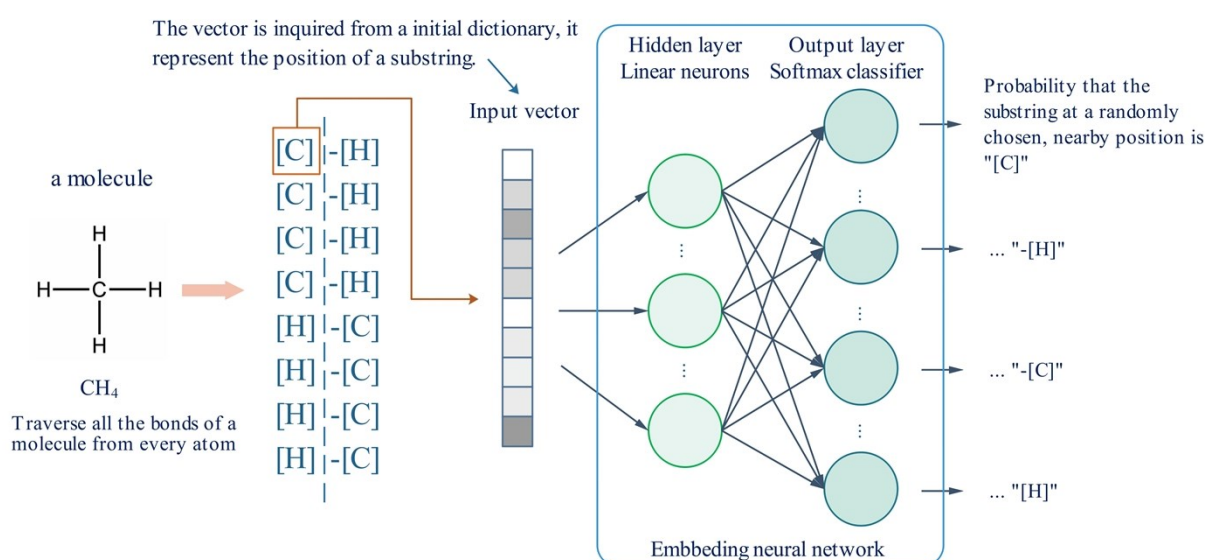 The vector is inquired from a initial dictionary, it
represent the position of a substring.
Input vector
a molecule
H
H—C—H
H
CH₄
Traverse all the bonds of a
molecule from every atom
[C] -[H]
[C] -[H]
[C] -[H]
[C] -[H]
[H] -[C]
[H] -[C]
[H] -[C]
[H] -[C]
Hidden layer
Linear neurons
Output layer
Softmax classifier
Probability that the
substring at a randomly
chosen, nearby position is
"[C]"
... "-[H]"
... "-[C]"
... "[H]"
Embbeding neural network